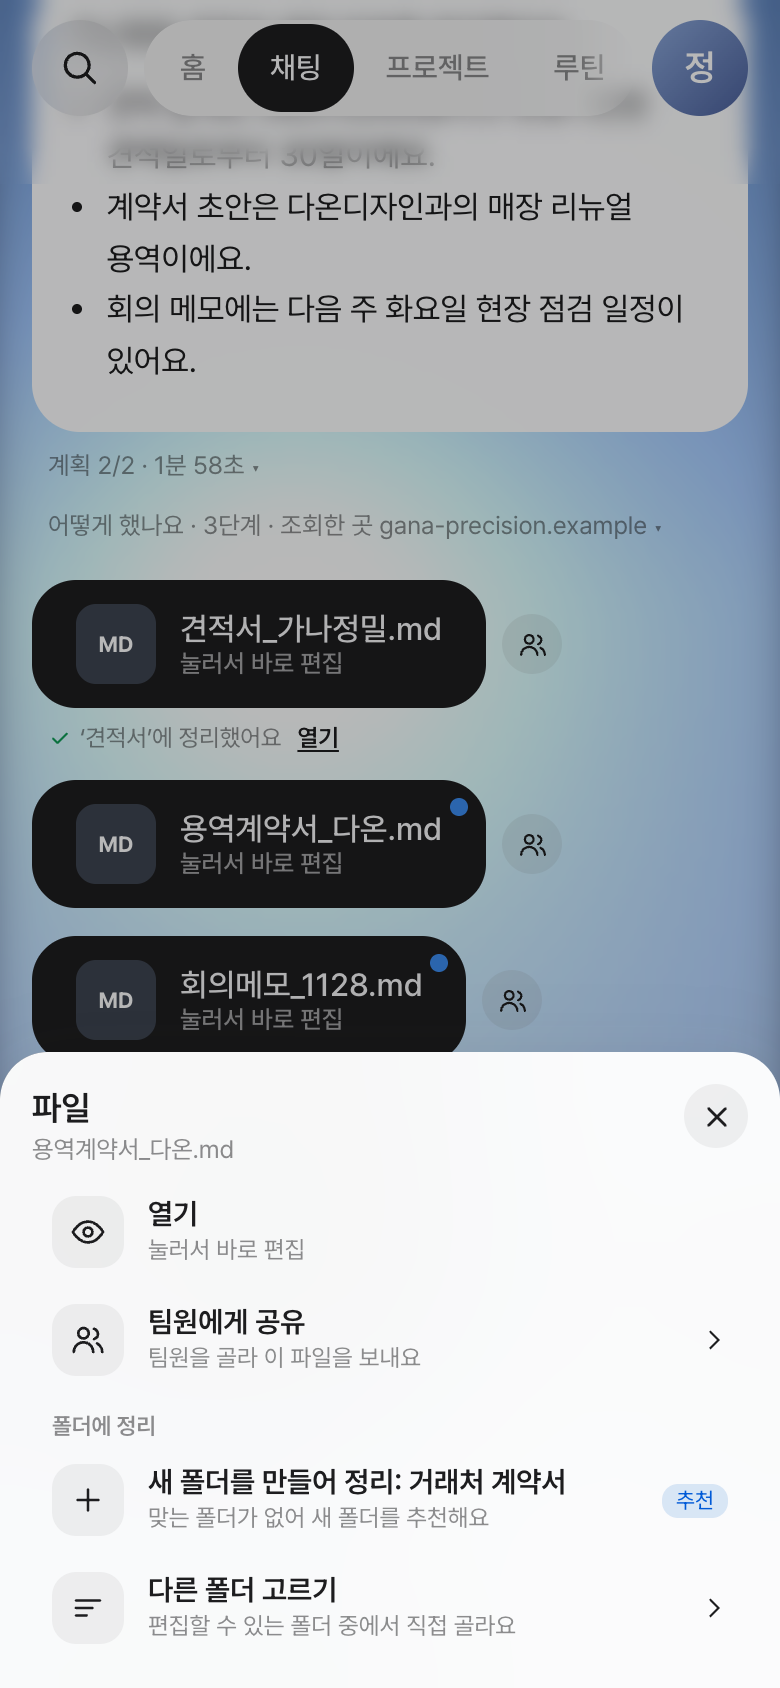 홈
채팅
프로젝트
루틴
정
견적일로부터 30일이에요.
• 계약서 초안은 다온디자인과의 매장 리뉴얼
용역이에요.
• 회의 메모에는 다음 주 화요일 현장 점검 일정이
있어요.
계획 2/2 · 1분 58초 ▾
어떻게 했나요 · 3단계 · 조회한 곳 gana-precision.example ▾
MD
견적서_가나정밀.md
눌러서 바로 편집
✓ ‘견적서’에 정리했어요 열기
MD
용역계약서_다온.md
눌러서 바로 편집
MD
회의메모_1128.md
눌러서 바로 편집
파일
용역계약서_다온.md
열기
눌러서 바로 편집
팀원에게 공유
팀원을 골라 이 파일을 보내요
폴더에 정리
새 폴더를 만들어 정리: 거래처 계약서
맞는 폴더가 없어 새 폴더를 추천해요
추천
다른 폴더 고르기
편집할 수 있는 폴더 중에서 직접 골라요